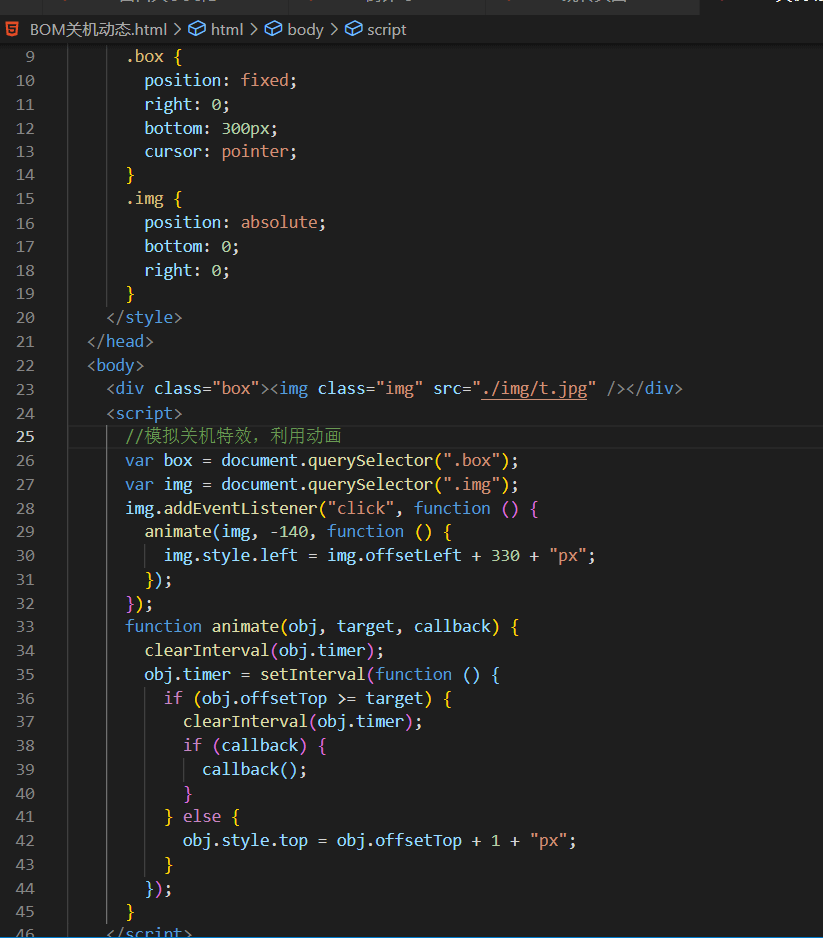 BOM关机动态.html > html > body > script
9 .box {
10 position: fixed;
11 right: 0;
12 bottom: 300px;
13 cursor: pointer;
14 }
15 .img {
16 position: absolute;
17 bottom: 0;
18 right: 0;
19 }
20 </style>
21 </head>
22 <body>
23 <div class="box"><img class="img" src="./img/t.jpg" /></div>
24 <script>
25 //模拟关机特效，利用动画
26 var box = document.querySelector(".box");
27 var img = document.querySelector(".img");
28 img.addEventListener("click", function () {
29 animate(img, -140, function () {
30 img.style.left = img.offsetLeft + 330 + "px";
31 });
32 });
33 function animate(obj, target, callback) {
34 clearInterval(obj.timer);
35 obj.timer = setInterval(function () {
36 if (obj.offsetTop >= target) {
37 clearInterval(obj.timer);
38 if (callback) {
39 callback();
40 }
41 } else {
42 obj.style.top = obj.offsetTop + 1 + "px";
43 }
44 });
45 }
46 </script>